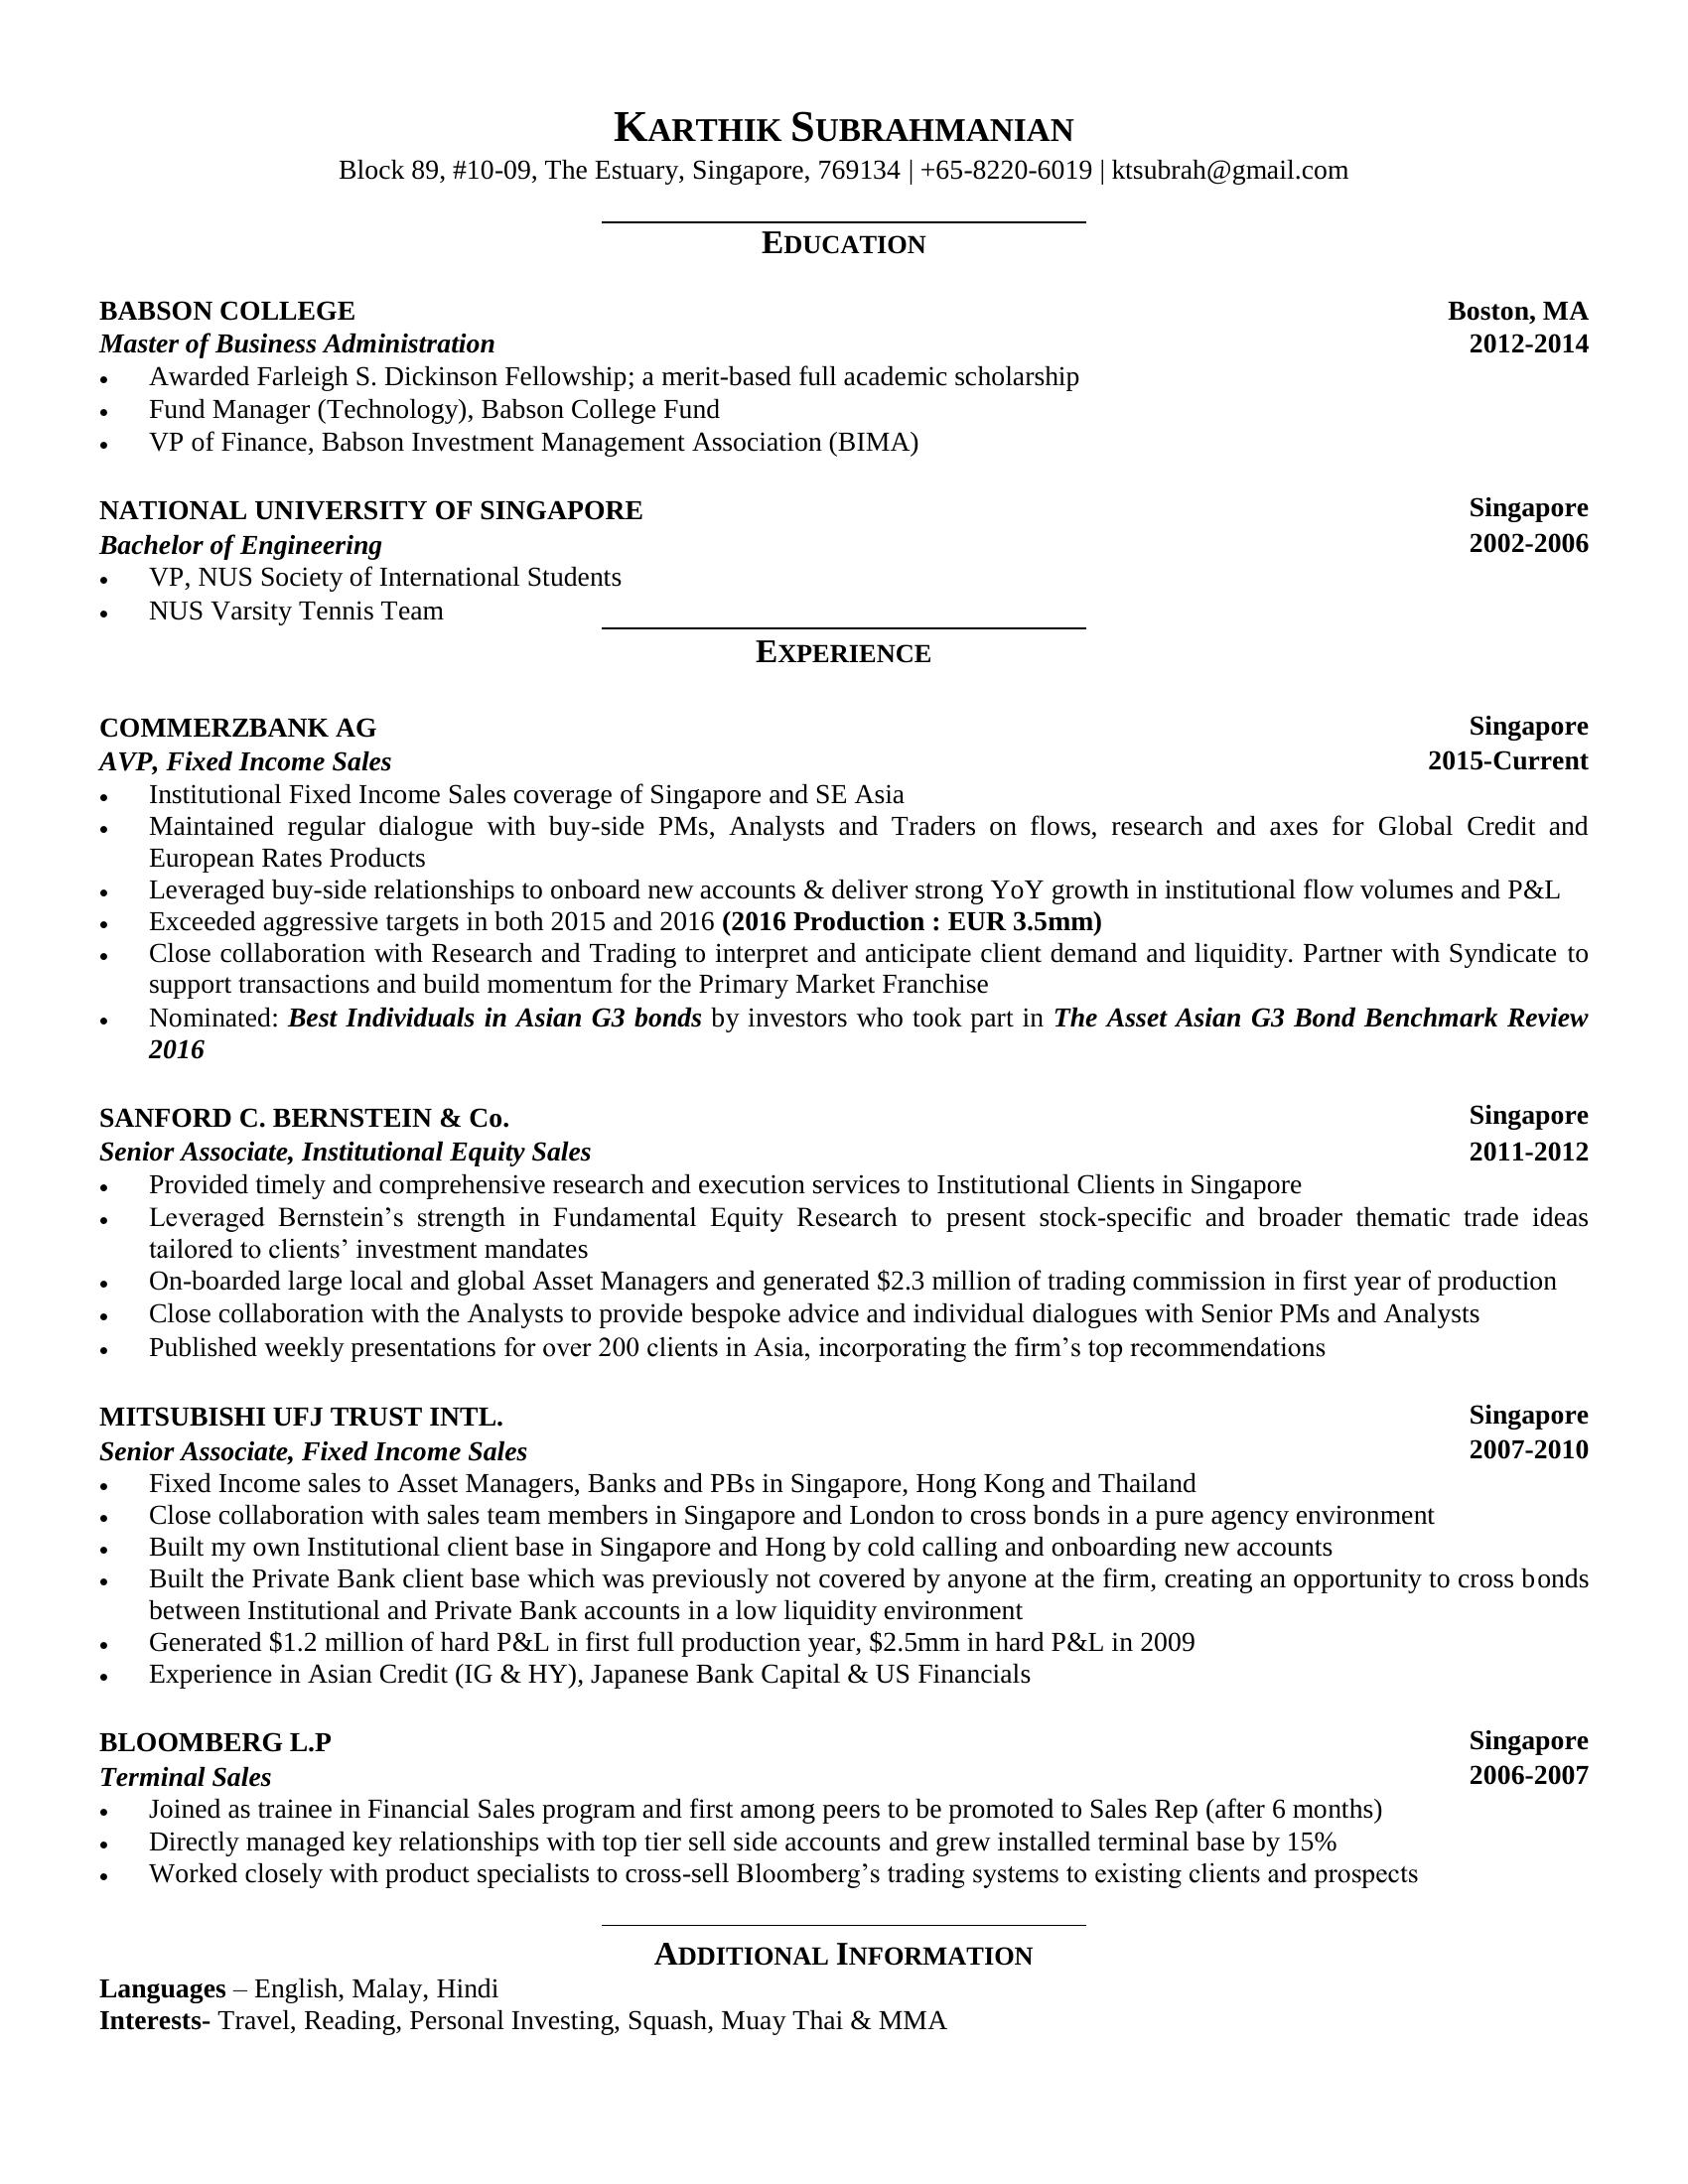 KARTHIK SUBRAHMANIAN
Block 89, #10-09, The Estuary, Singapore, 769134 | +65-8220-6019 | ktsubrah@gmail.com
EDUCATION
BABSON COLLEGE Boston, MA
Master of Business Administration 2012-2014
• Awarded Farleigh S. Dickinson Fellowship; a merit-based full academic scholarship
• Fund Manager (Technology), Babson College Fund
• VP of Finance, Babson Investment Management Association (BIMA)
NATIONAL UNIVERSITY OF SINGAPORE Singapore
Bachelor of Engineering 2002-2006
• VP, NUS Society of International Students
• NUS Varsity Tennis Team
EXPERIENCE
COMMERZBANK AG Singapore
AVP, Fixed Income Sales 2015-Current
• Institutional Fixed Income Sales coverage of Singapore and SE Asia
• Maintained regular dialogue with buy-side PMs, Analysts and Traders on flows, research and axes for Global Credit and
European Rates Products
• Leveraged buy-side relationships to onboard new accounts & deliver strong YoY growth in institutional flow volumes and P&L
• Exceeded aggressive targets in both 2015 and 2016 (2016 Production : EUR 3.5mm)
• Close collaboration with Research and Trading to interpret and anticipate client demand and liquidity. Partner with Syndicate to
support transactions and build momentum for the Primary Market Franchise
• Nominated: Best Individuals in Asian G3 bonds by investors who took part in The Asset Asian G3 Bond Benchmark Review
2016
SANFORD C. BERNSTEIN & Co. Singapore
Senior Associate, Institutional Equity Sales 2011-2012
• Provided timely and comprehensive research and execution services to Institutional Clients in Singapore
• Leveraged Bernstein’s strength in Fundamental Equity Research to present stock-specific and broader thematic trade ideas
tailored to clients’ investment mandates
• On-boarded large local and global Asset Managers and generated $2.3 million of trading commission in first year of production
• Close collaboration with the Analysts to provide bespoke advice and individual dialogues with Senior PMs and Analysts
• Published weekly presentations for over 200 clients in Asia, incorporating the firm’s top recommendations
MITSUBISHI UFJ TRUST INTL. Singapore
Senior Associate, Fixed Income Sales 2007-2010
• Fixed Income sales to Asset Managers, Banks and PBs in Singapore, Hong Kong and Thailand
• Close collaboration with sales team members in Singapore and London to cross bonds in a pure agency environment
• Built my own Institutional client base in Singapore and Hong by cold calling and onboarding new accounts
• Built the Private Bank client base which was previously not covered by anyone at the firm, creating an opportunity to cross bonds
between Institutional and Private Bank accounts in a low liquidity environment
• Generated $1.2 million of hard P&L in first full production year, $2.5mm in hard P&L in 2009
• Experience in Asian Credit (IG & HY), Japanese Bank Capital & US Financials
BLOOMBERG L.P Singapore
Terminal Sales 2006-2007
• Joined as trainee in Financial Sales program and first among peers to be promoted to Sales Rep (after 6 months)
• Directly managed key relationships with top tier sell side accounts and grew installed terminal base by 15%
• Worked closely with product specialists to cross-sell Bloomberg’s trading systems to existing clients and prospects
ADDITIONAL INFORMATION
Languages – English, Malay, Hindi
Interests- Travel, Reading, Personal Investing, Squash, Muay Thai & MMA